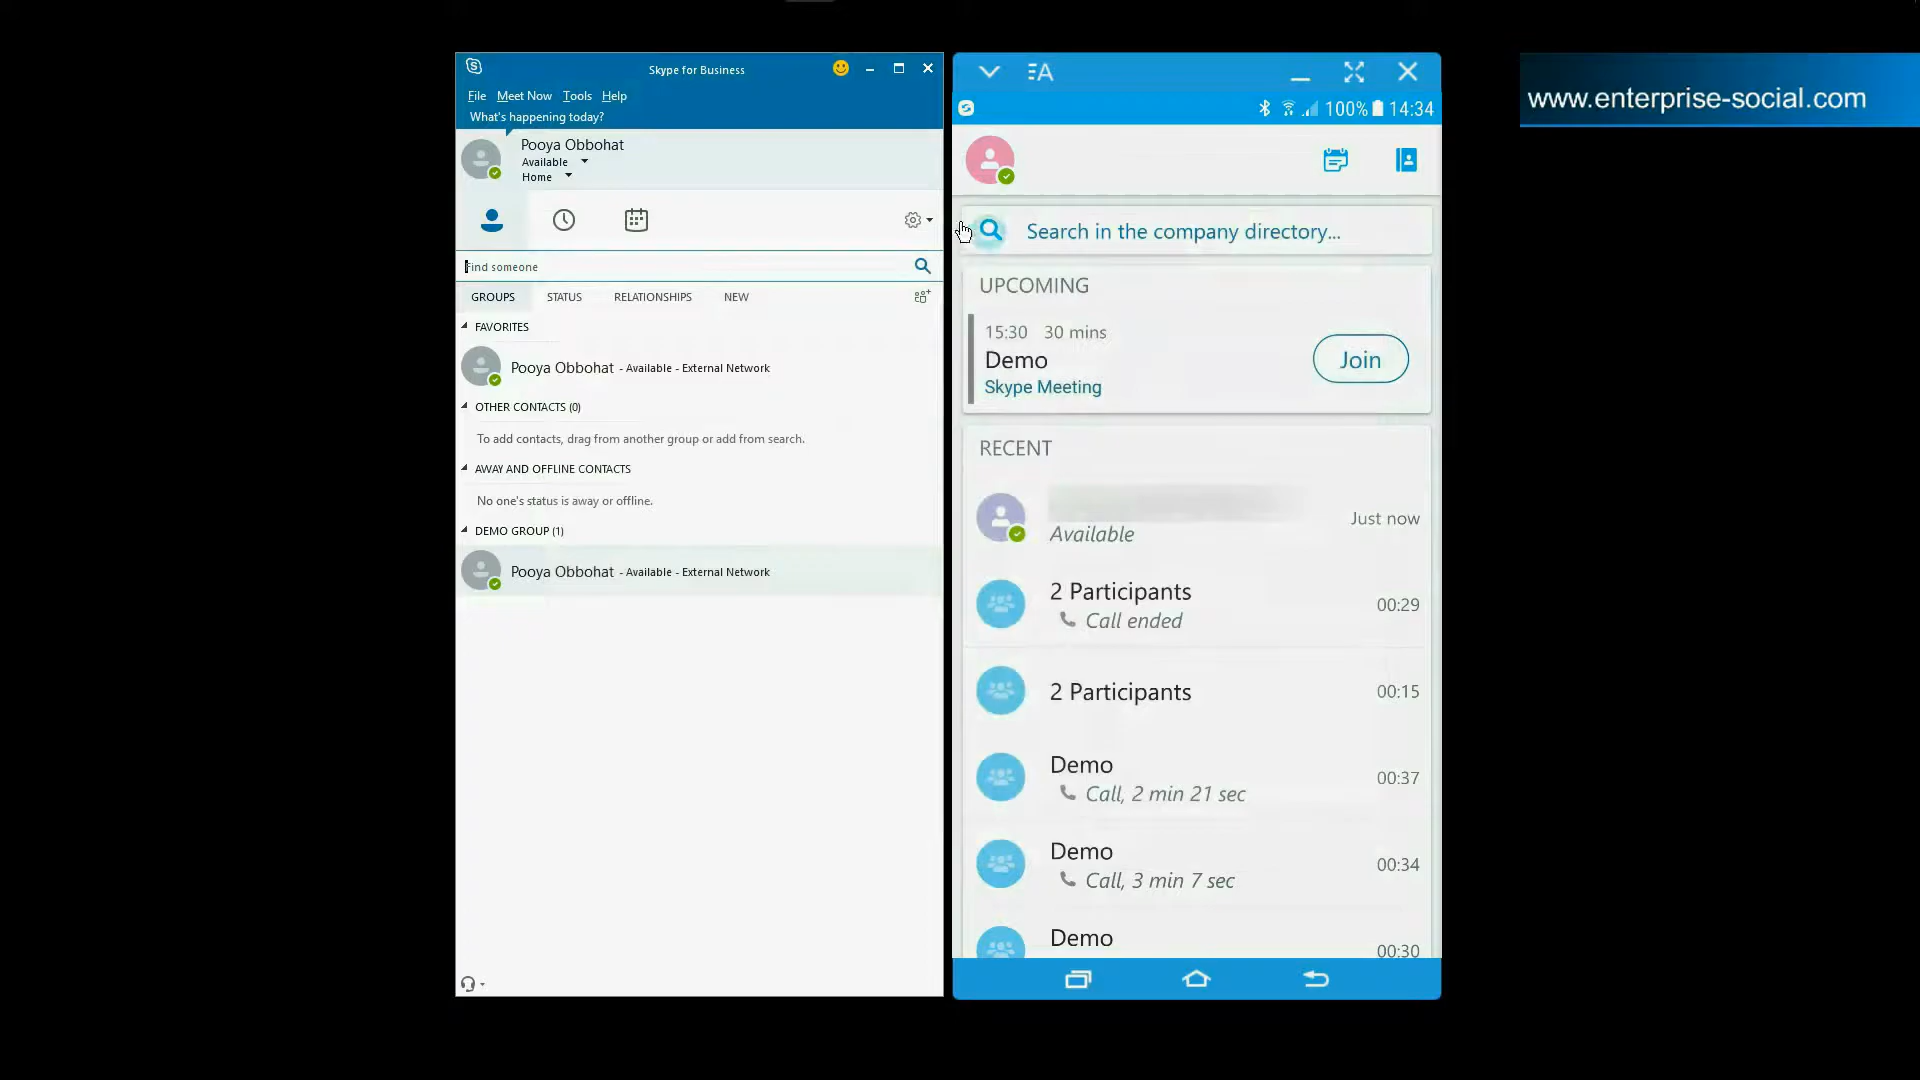 Skype for Business
File Meet Now Tools Help
What's happening today?
Pooya Obbohat
Available
Home
Find someone
GROUPS STATUS RELATIONSHIPS NEW
FAVORITES
Pooya Obbohat - Available - External Network
OTHER CONTACTS (0)
To add contacts, drag from another group or add from search.
AWAY AND OFFLINE CONTACTS
No one's status is away or offline.
DEMO GROUP (1)
Pooya Obbohat - Available - External Network
A
100% 14:34
Search in the company directory...
UPCOMING
15:30 30 mins
Demo
Join
Skype Meeting
RECENT
Just now
Available
2 Participants
00:29
Call ended
2 Participants
00:15
Demo
00:37
Call, 2 min 21 sec
Demo
00:34
Call, 3 min 7 sec
Demo
00:30
www.enterprise-social.com